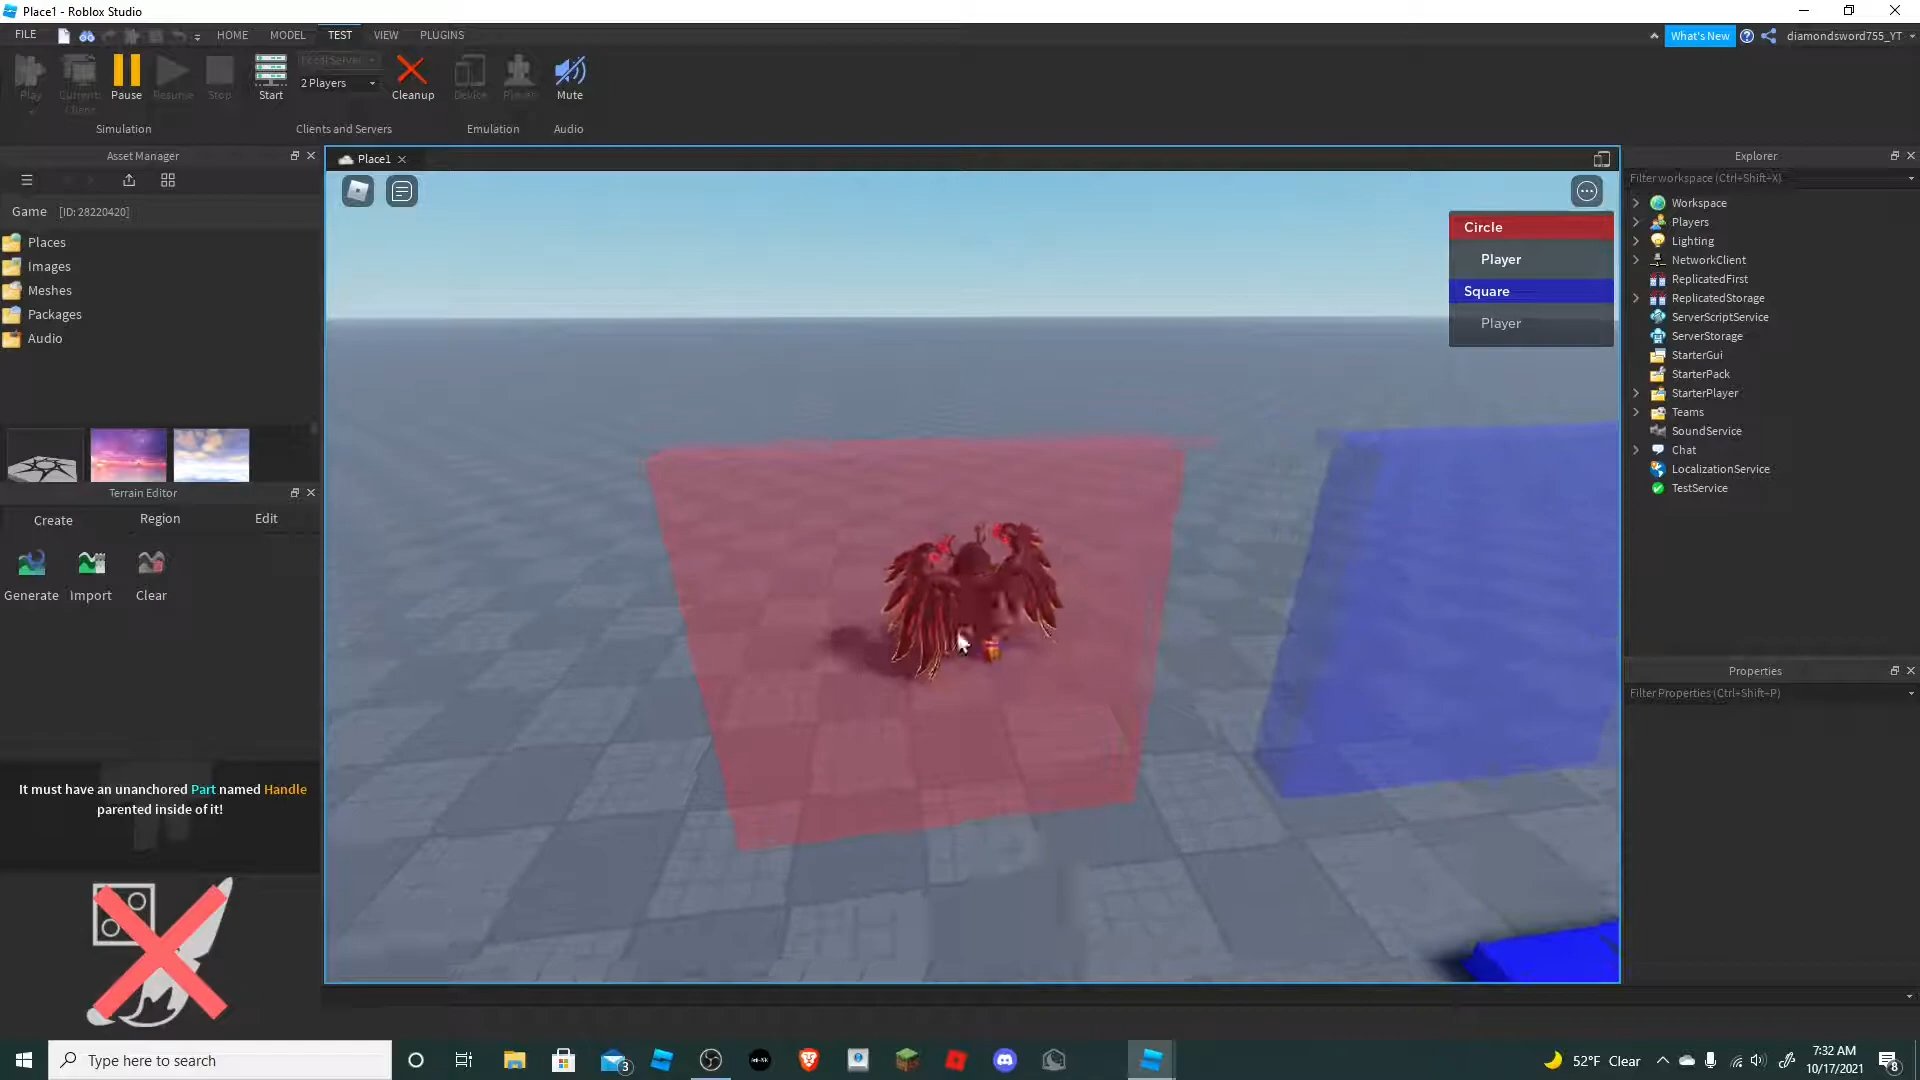 Place1 - Roblox Studio
FILE HOME MODEL TEST VIEW PLUGINS
What's New diamondsword755_YT
Play Current: Client Pause Resume Stop Start 2 Players Cleanup Device Player Mute
Simulation Clients and Servers Emulation Audio
Asset Manager
Game [ID: 28220420]
Places
Images
Meshes
Packages
Audio
Terrain Editor
Create Region Edit
Generate Import Clear
It must have an unanchored Part named Handle
parented inside of it!
Place1
Circle
Player
Square
Player
Explorer
Filter workspace (Ctrl+Shift+X)
Workspace
Players
Lighting
NetworkClient
ReplicatedFirst
ReplicatedStorage
ServerScriptService
ServerStorage
StarterGui
StarterPack
StarterPlayer
Teams
SoundService
Chat
LocalizationService
TestService
Properties
Filter Properties (Ctrl+Shift+P)
Type here to search
3
52°F Clear
7:32 AM
10/17/2021
8